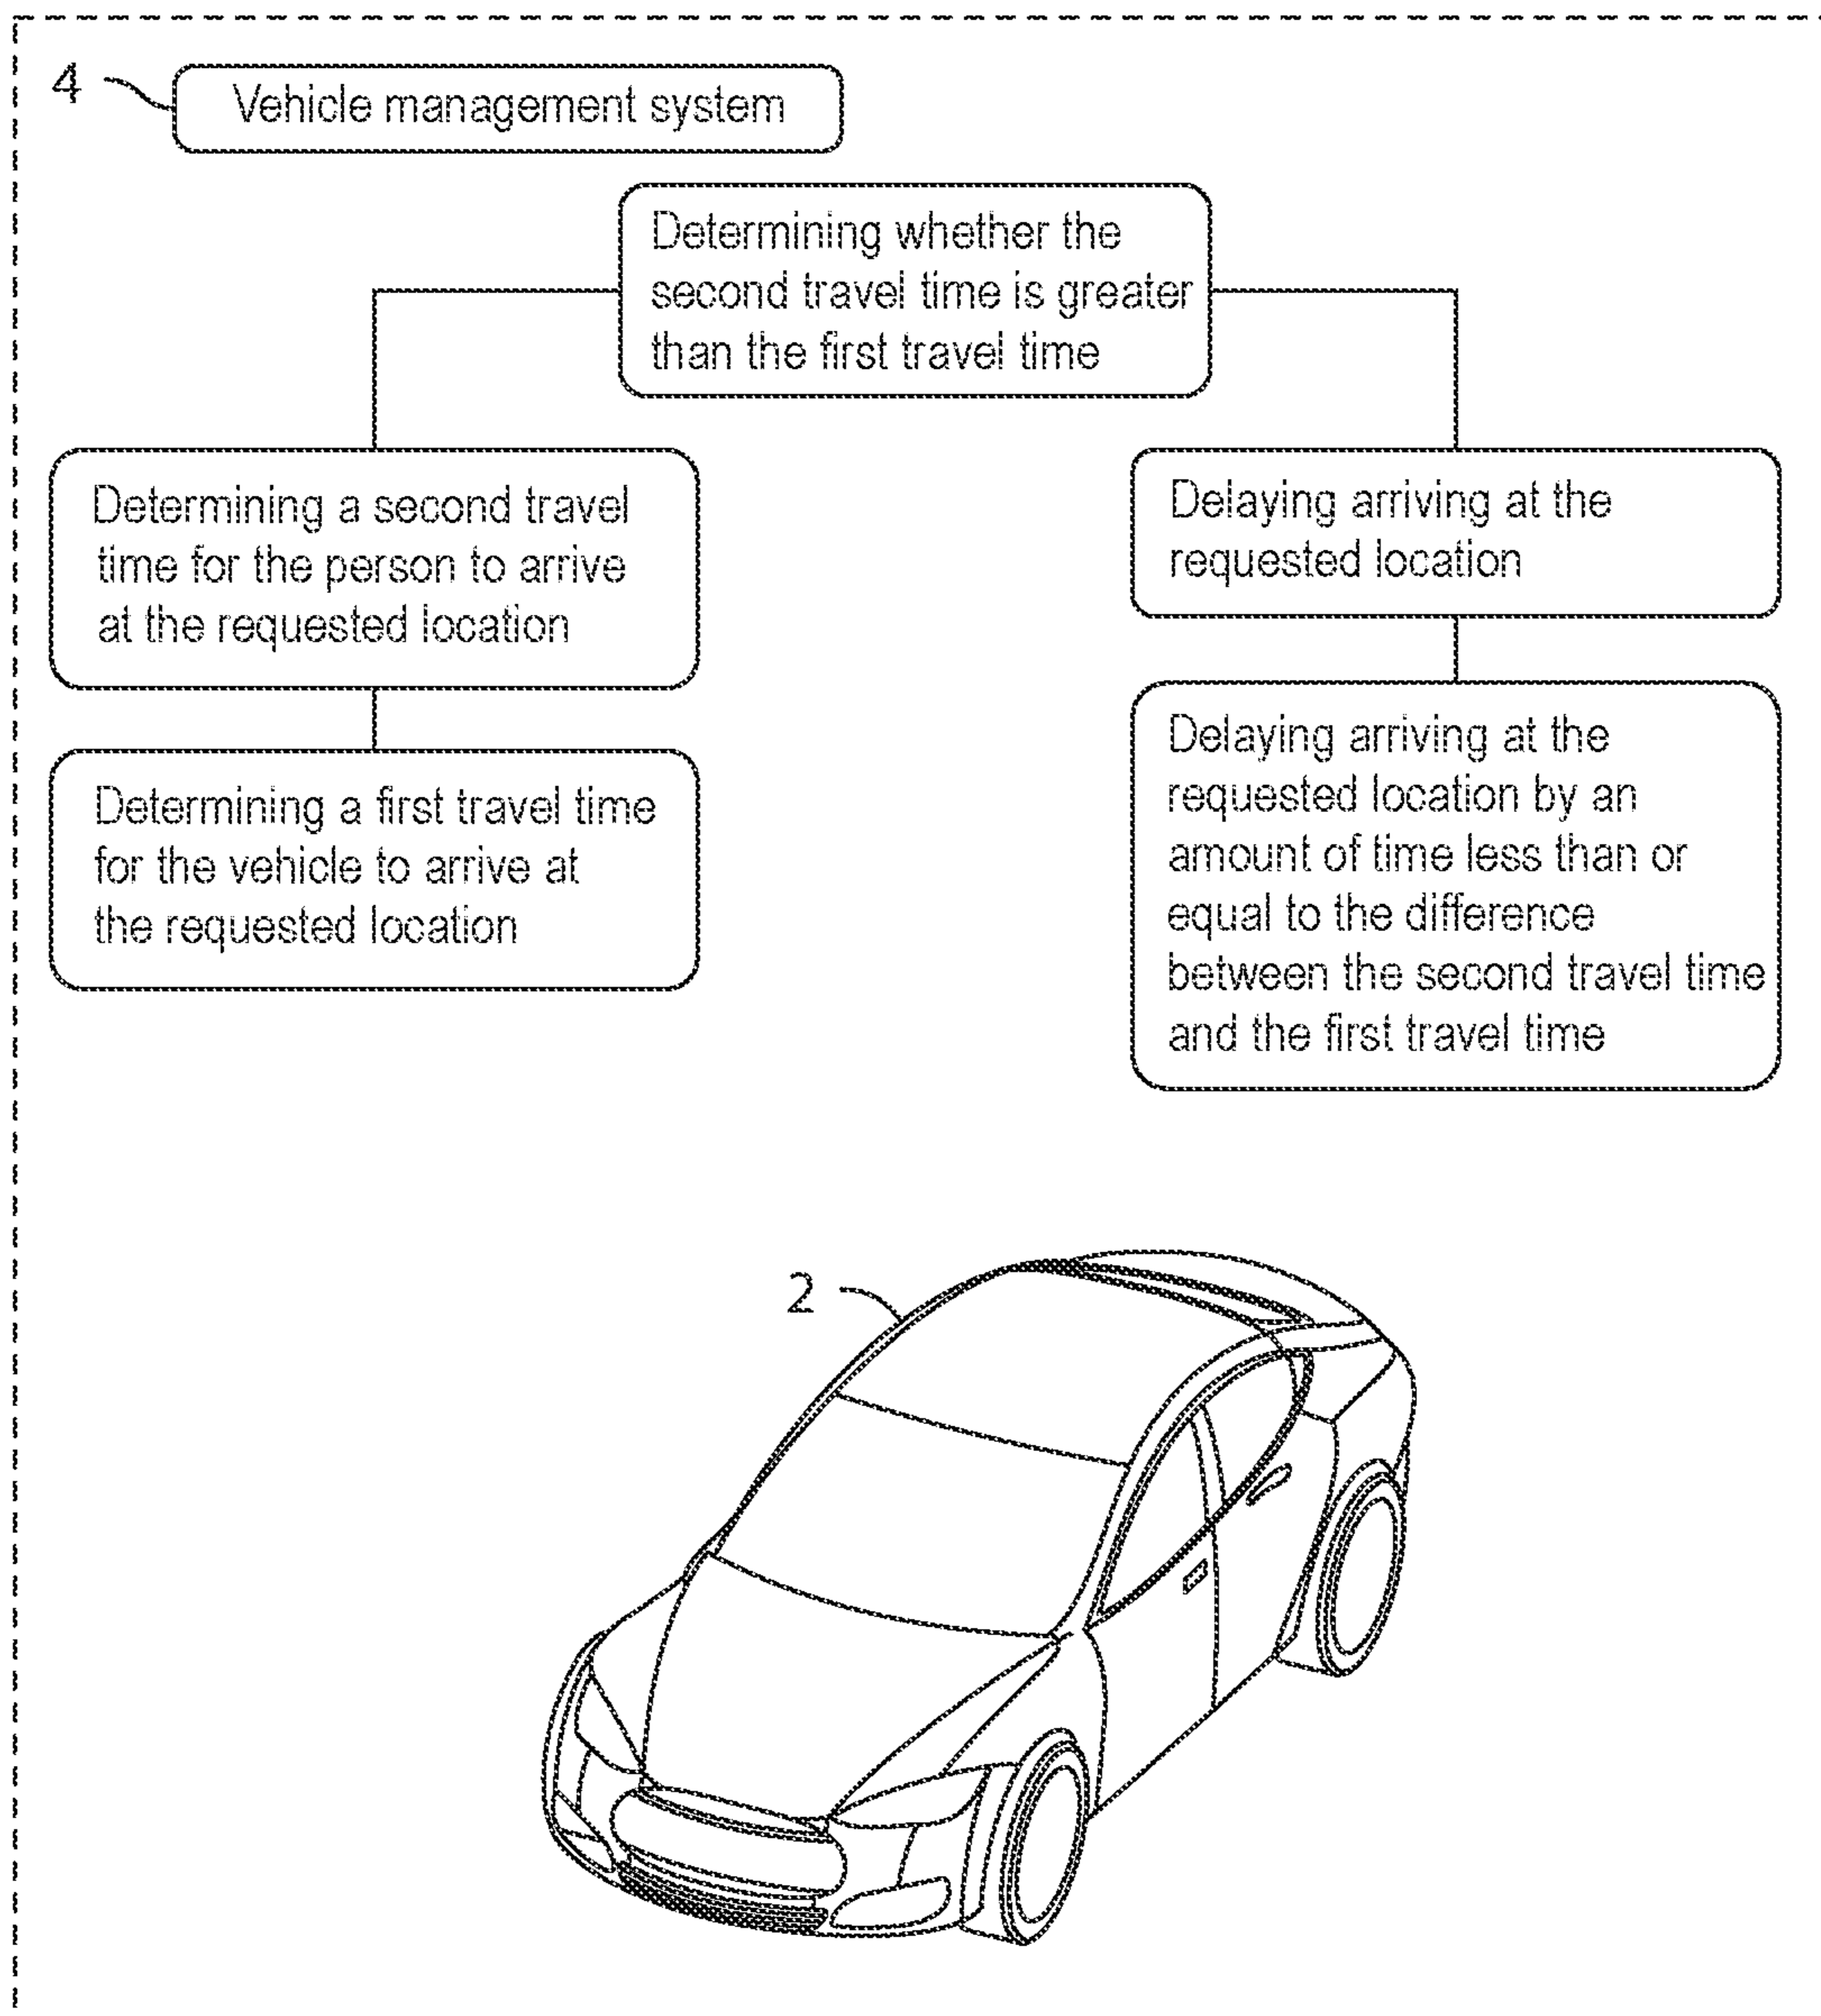 4
Vehicle management system
Determining whether the
second travel time is greater
than the first travel time
Determining a second travel
time for the person to arrive
at the requested location
Determining a first travel time
for the vehicle to arrive at
the requested location
Delaying arriving at the
requested location
Delaying arriving at the
requested location by an
amount of time less than or
equal to the difference
between the second travel time
and the first travel time
2